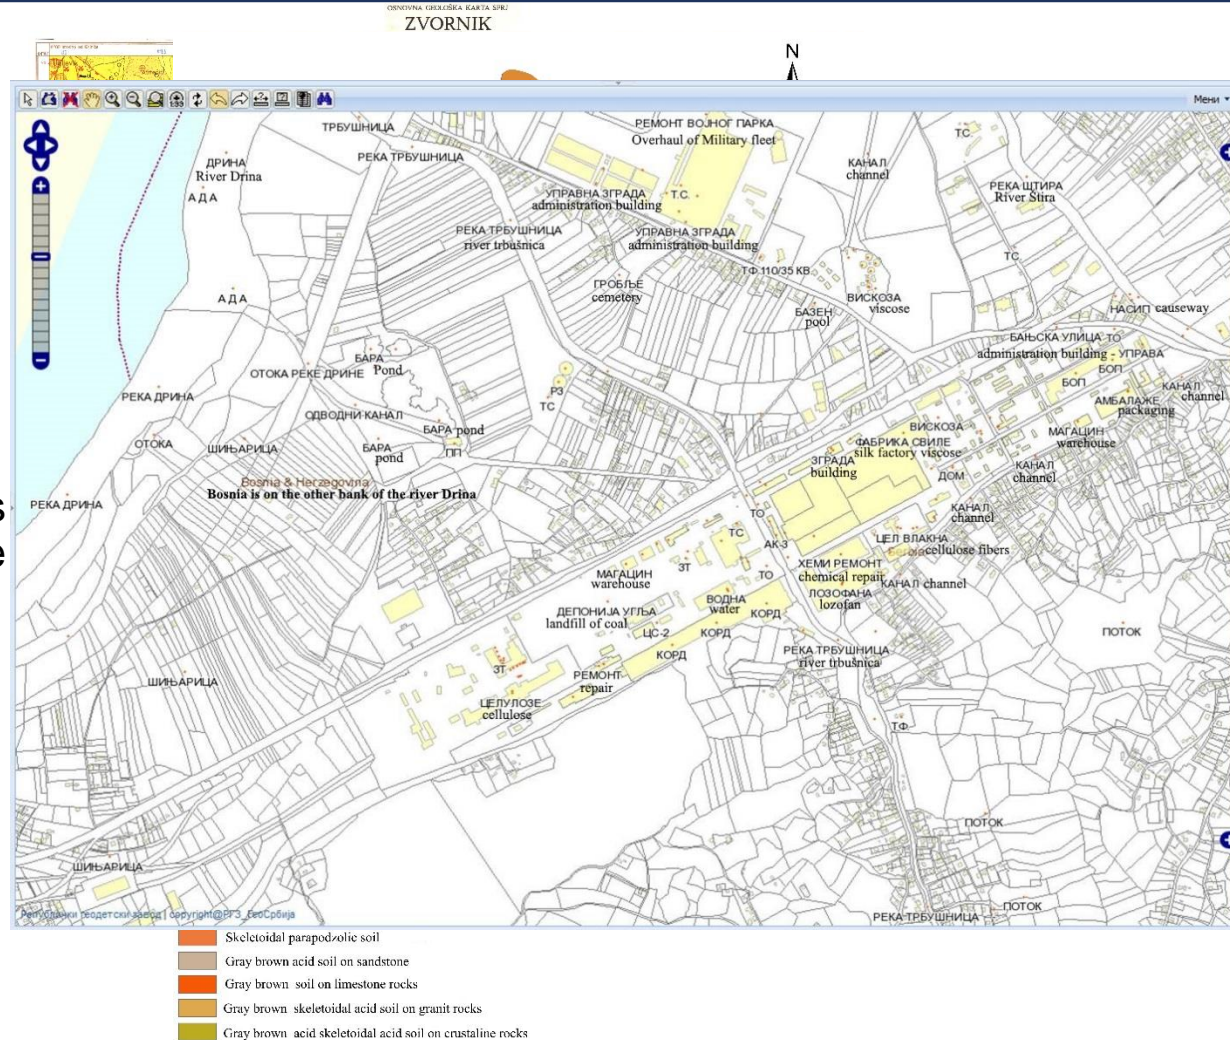 OSNOVNA GEOLOŠKA KARTA SFRJ
ZVORNIK
N
Мени
ТРБУШНИЦА
РЕМОНТ ВОЈНОГ ПАРКА
Overhaul of Military fleet
ТС
ДРИНА
River Drina
РЕКА ТРБУШНИЦА
КАНАЛ
channel
АДА
УПРАВНА ЗГРАДА
administration building
Т.С.
РЕКА ШТИРА
River Štira
РЕКА ТРБУШНИЦА
river trbušnica
УПРАВНА ЗГРАДА
administration building
ТС
ТФ 110/35 КВ
ГРОБЉЕ
cemetery
АДА
ВИСКОЗА
viscose
БАЗЕН
pool
НАСИП causeway
БАЊСКА УЛИЦА ТО
administration building - УПРАВА
БАРА
Pond
ОТОКА РЕКЕ ДРИНЕ
БОП
БОП
РЕКА ДРИНА
РЗ
ТС
КАНАЛ
channel
АМБАЛАЖЕ
packaging
ОДВОДНИ КАНАЛ
БАРА pond
ВИСКОЗА
МАГАЦИН
warehouse
ОТОКА
ШИЊАРИЦА
БАРА
pond
ПП
ФАБРИКА СВИЛЕ
silk factory viscose
ЗГРАДА
building
КАНАЛ
channel
ДОМ
Bosnia & Herzegovina
Bosnia is on the other bank of the river Drina
s
РЕКА ДРИНА
ТО
КАНАЛ
channel
ТС
АК-3
ЦЕЛ ВЛАКНА
Serbia cellulose fibers
e
ЗТ
ХЕМИ РЕМОНТ
chemical repair
МАГАЦИН
warehouse
ТО
КАНАЛ channel
ЛОЗОФАНА
lozofan
ВОДНА
water
ДЕПОНИЈА УГЉА
landfill of coal
КОРД
ЦС-2
КОРД
ПОТОК
РЕКА ТРБУШНИЦА
river trbušnica
КОРД
ЗТ
РЕМОНТ
repair
ШИЊАРИЦА
ЦЕЛУЛОЗЕ
cellulose
ТФ
ПОТОК
ШИЊАРИЦА
ПОТОК
РЕКА ТРБУШНИЦА
Републички геодетски завод | copyright@РГЗ_ГеоСрбија
Skeletoidal parapodzolic soil
Gray brown acid soil on sandstone
Gray brown soil on limestone rocks
Gray brown skeletoidal acid soil on granit rocks
Gray brown acid skeletoidal acid soil on crustaline rocks